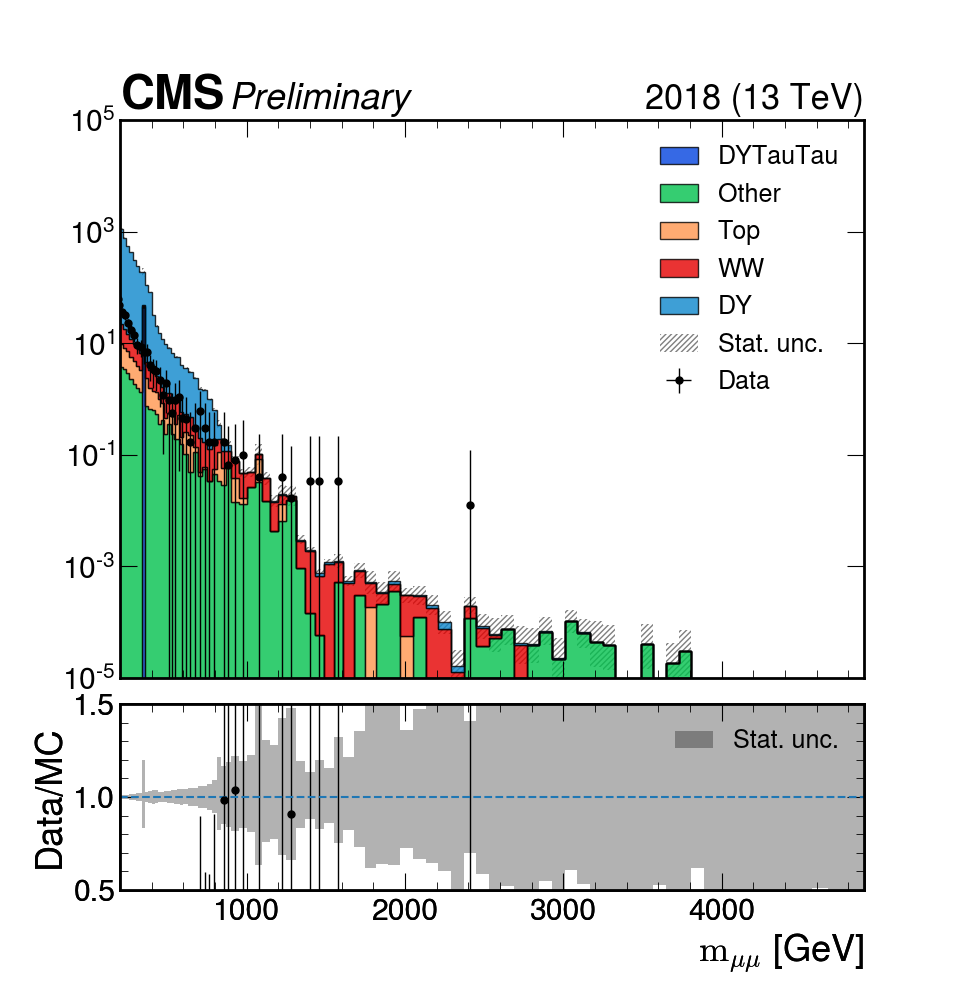 CMS Preliminary 2018 (13 TeV)
10^5
10^3
10^1
10^-1
10^-3
10^-5
DYTauTau
Other
Top
WW
DY
Stat. unc.
Data
1.5
1.0
0.5
Data/MC
Stat. unc.
1000 2000 3000 4000
m_μμ [GeV]